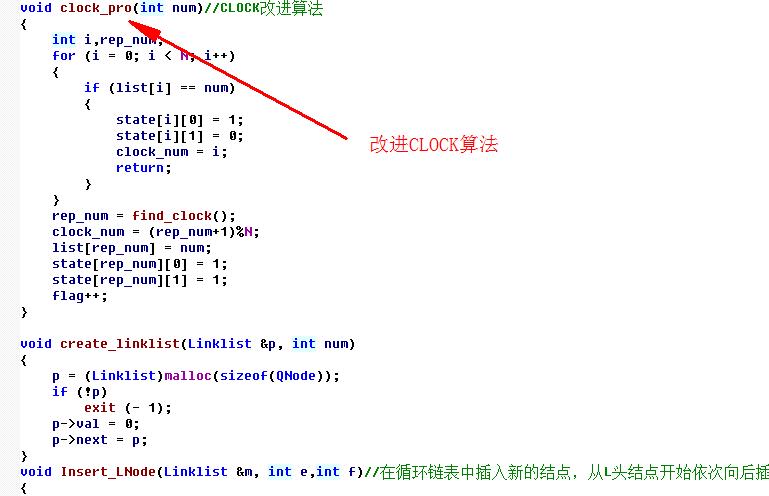 void clock_pro(int num)//CLOCK改进算法
{
    int i,rep_num;
    for (i = 0; i < N; i++)
    {
        if (list[i] == num)
        {
            state[i][0] = 1;
            state[i][1] = 0;
            clock_num = i;
            return;
        }
    }
    rep_num = find_clock();
    clock_num = (rep_num+1)%N;
    list[rep_num] = num;
    state[rep_num][0] = 1;
    state[rep_num][1] = 1;
    flag++;
}
改进CLOCK算法
void create_linklist(Linklist &p, int num)
{
    p = (Linklist)malloc(sizeof(QNode));
    if (!p)
        exit (- 1);
    p->val = 0;
    p->next = p;
}
void Insert_LNode(Linklist &m, int e,int f)//在循环链表中插入新的结点，从L头结点开始依次向后插
{